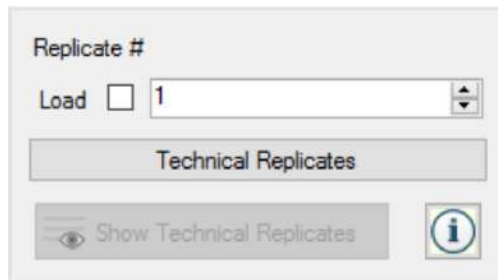 Replicate #
Load 1
Technical Replicates
Show Technical Replicates
i